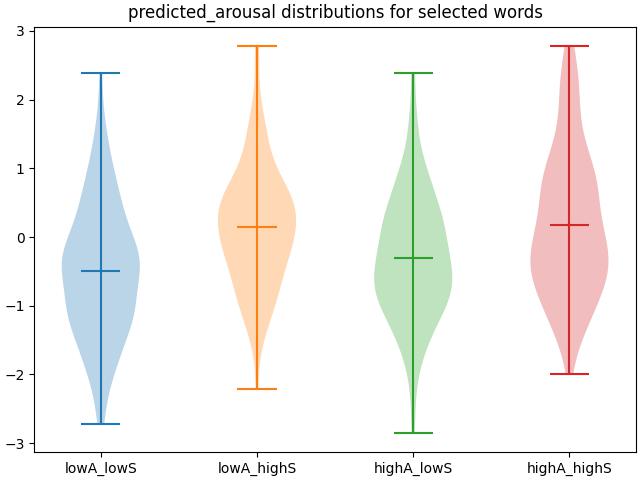 predicted_arousal distributions for selected words
3
2
1
0
−1
−2
−3
lowA_lowS
lowA_highS
highA_lowS
highA_highS